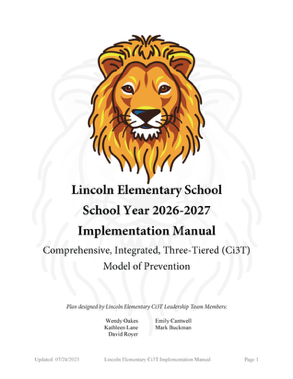 Lincoln Elementary School
School Year 2026-2027
Implementation Manual
Comprehensive, Integrated, Three-Tiered (Ci3T)
Model of Prevention
Plan designed by Lincoln Elementary Ci3T Leadership Team Members:
Wendy Oakes Emily Cantwell
Kathleen Lane Mark Buckman
David Royer
Updated 07/24/2023 Lincoln Elementary Ci3T Implementation Manual Page 1